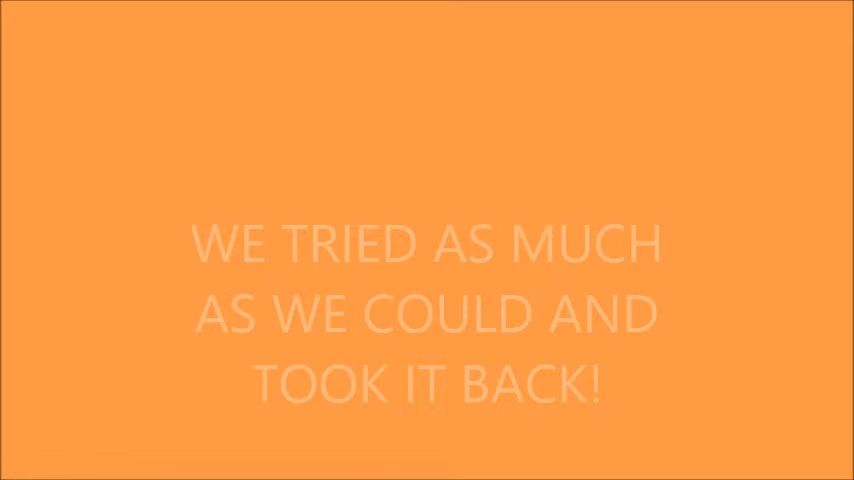 WE TRIED AS MUCH
AS WE COULD AND
TOOK IT BACK!